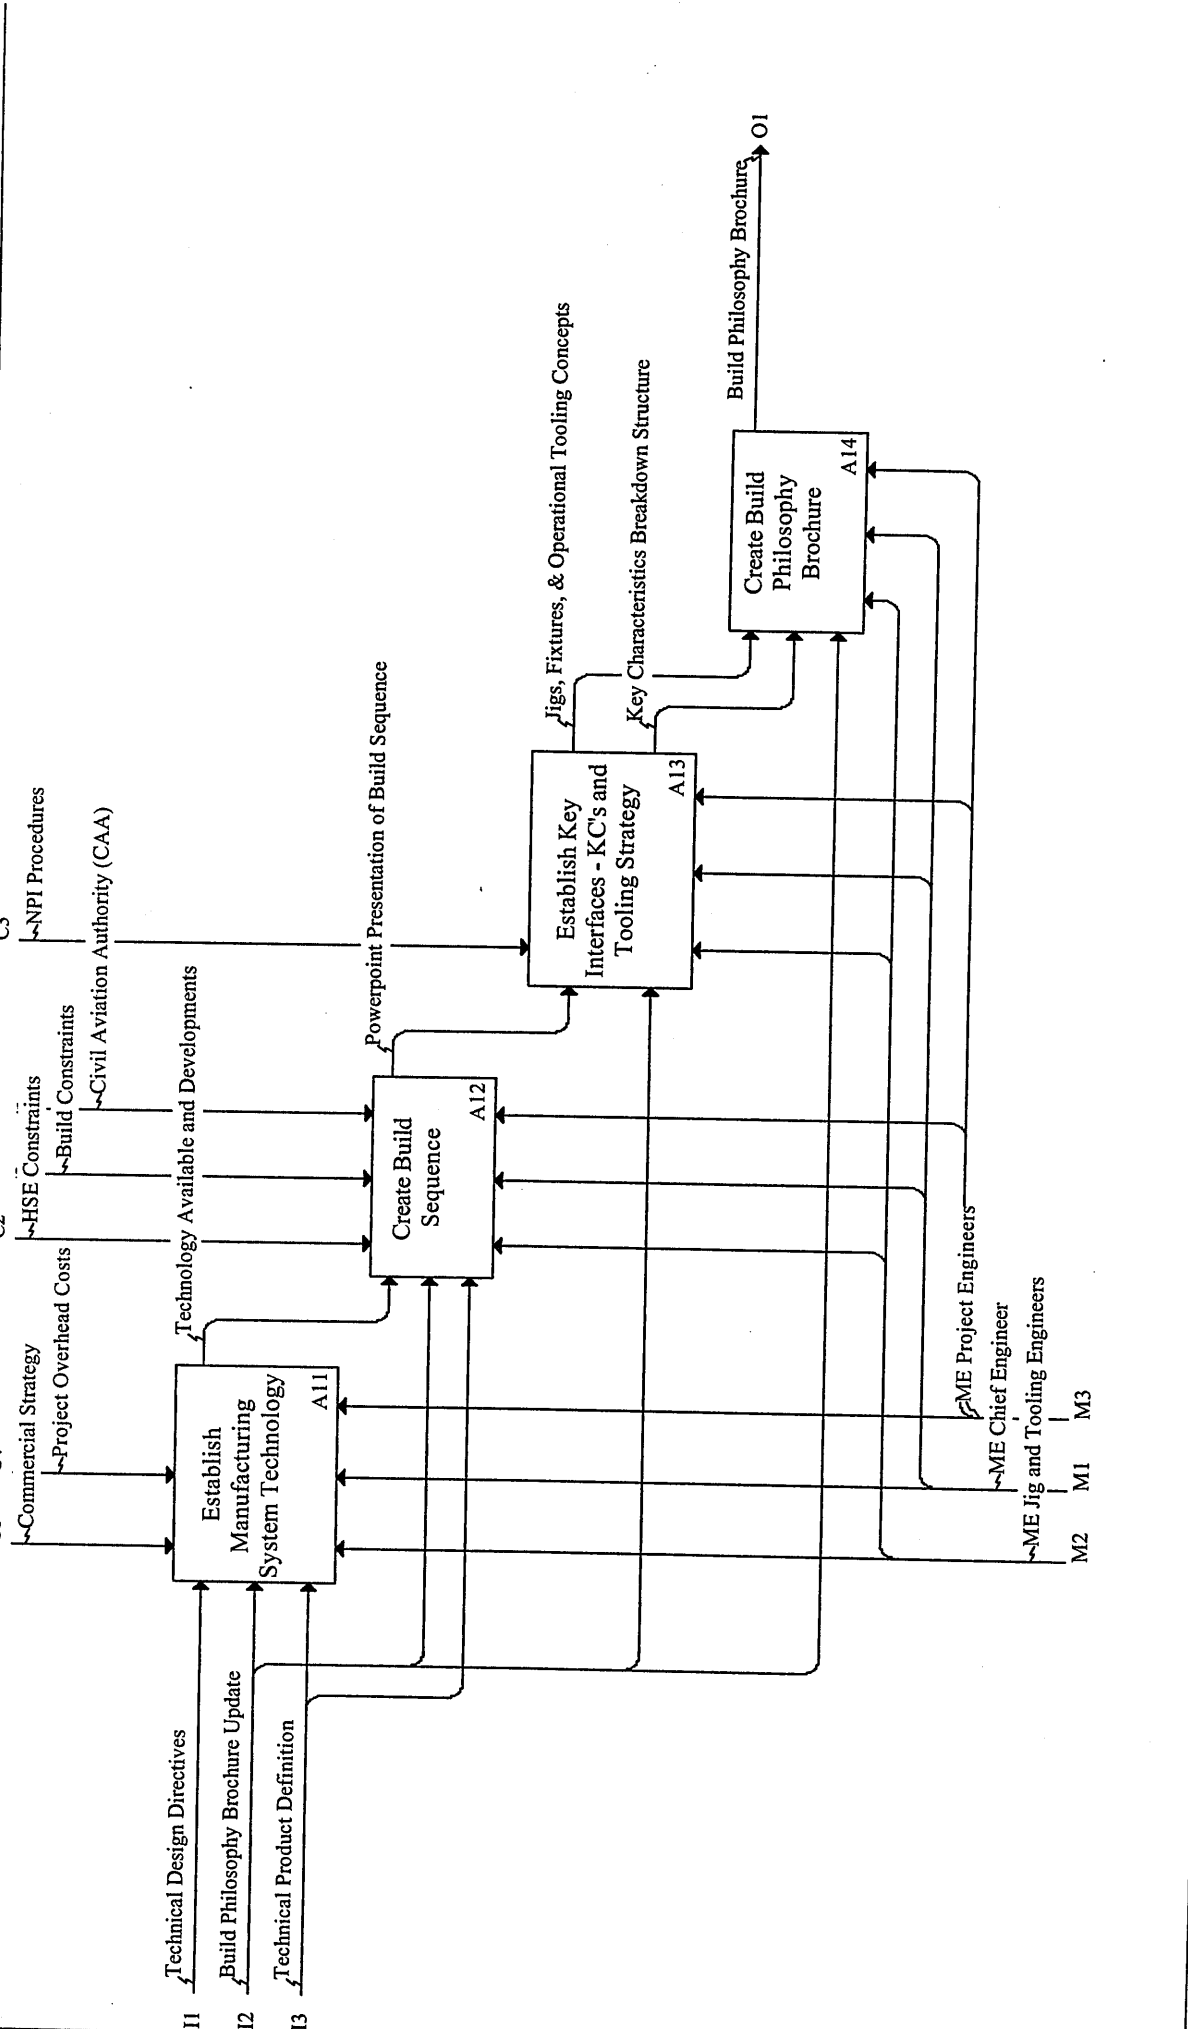 C3
NPI Procedures
Civil Aviation Authority (CAA)
HSE Constraints
Build Constraints
Commercial Strategy
Project Overhead Costs
Technology Available and Developments
Powerpoint Presentation of Build Sequence
Jigs, Fixtures, & Operational Tooling Concepts
Key Characteristics Breakdown Structure
Build Philosophy Brochure
O1
I1
Technical Design Directives
I2
Build Philosophy Brochure Update
I3
Technical Product Definition
Establish
Manufacturing
System Technology
A11
Create Build
Sequence
A12
Establish Key
Interfaces - KC's and
Tooling Strategy
A13
Create Build
Philosophy
Brochure
A14
ME Project Engineers
ME Chief Engineer
ME Jig and Tooling Engineers
M2
M1
M3